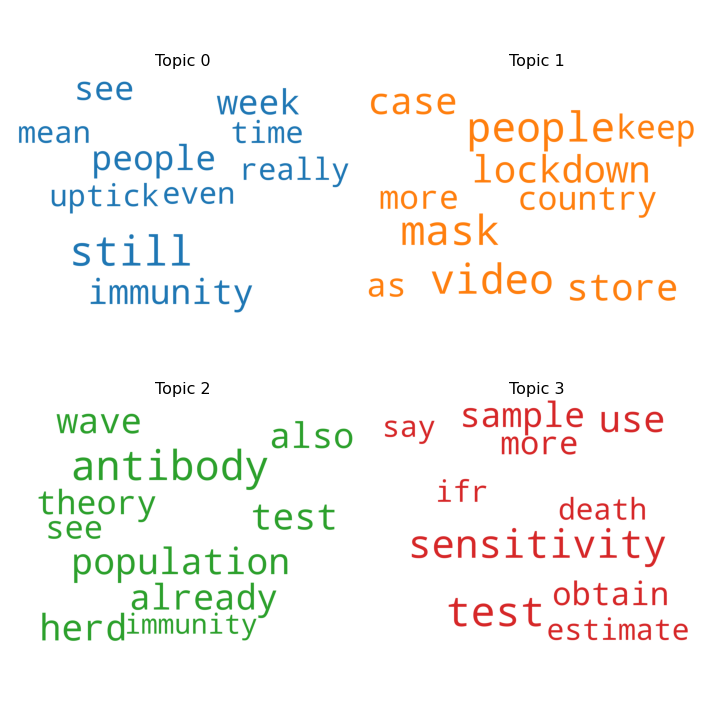 Topic 0
see
week
mean
time
people
really
uptick
even
still
immunity
Topic 1
case
people
keep
lockdown
more
country
mask
video
as
store
Topic 2
wave
also
antibody
theory
test
see
population
already
herd
immunity
Topic 3
sample
use
say
more
ifr
death
sensitivity
obtain
test
estimate